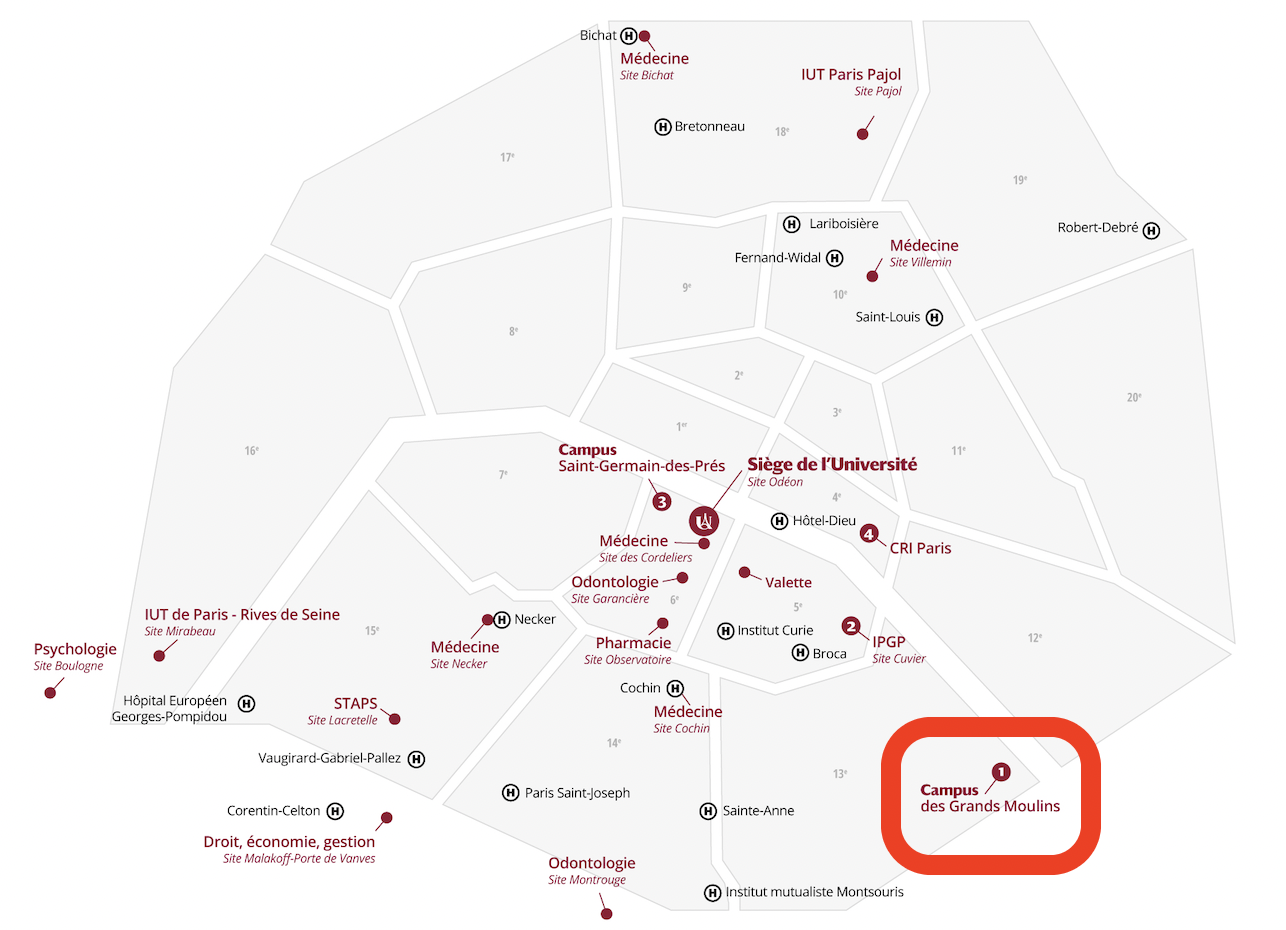 Bichat
H
Médecine
Site Bichat
IUT Paris Pajol
Site Pajol
H
Bretonneau
18e
17e
19e
H
Lariboisière
Robert-Debré
H
Médecine
Site Villemin
Fernand-Widal
H
9e
10e
Saint-Louis
H
8e
2e
20e
3e
1er
16e
11e
Campus
Saint-Germain-des-Prés
Siège de l'Université
Site Odéon
7e
3
4e
H
Hôtel-Dieu
4
CRI Paris
Médecine
Site des Cordeliers
Odontologie
Site Garancière
6e
Valette
5e
IUT de Paris - Rives de Seine
Site Mirabeau
15e
H
Necker
Médecine
Site Necker
Pharmacie
Site Observatoire
H
Institut Curie
H
Broca
2
IPGP
Site Cuvier
12e
Psychologie
Site Boulogne
Hôpital Européen
Georges-Pompidou
H
STAPS
Site Lacretelle
Cochin
H
Médecine
Site Cochin
14e
Vaugirard-Gabriel-Pallez
H
13e
1
Campus
des Grands Moulins
H
Paris Saint-Joseph
Corentin-Celton
H
H
Sainte-Anne
Droit, économie, gestion
Site Malakoff-Porte de Vanves
Odontologie
Site Montrouge
H
Institut mutualiste Montsouris